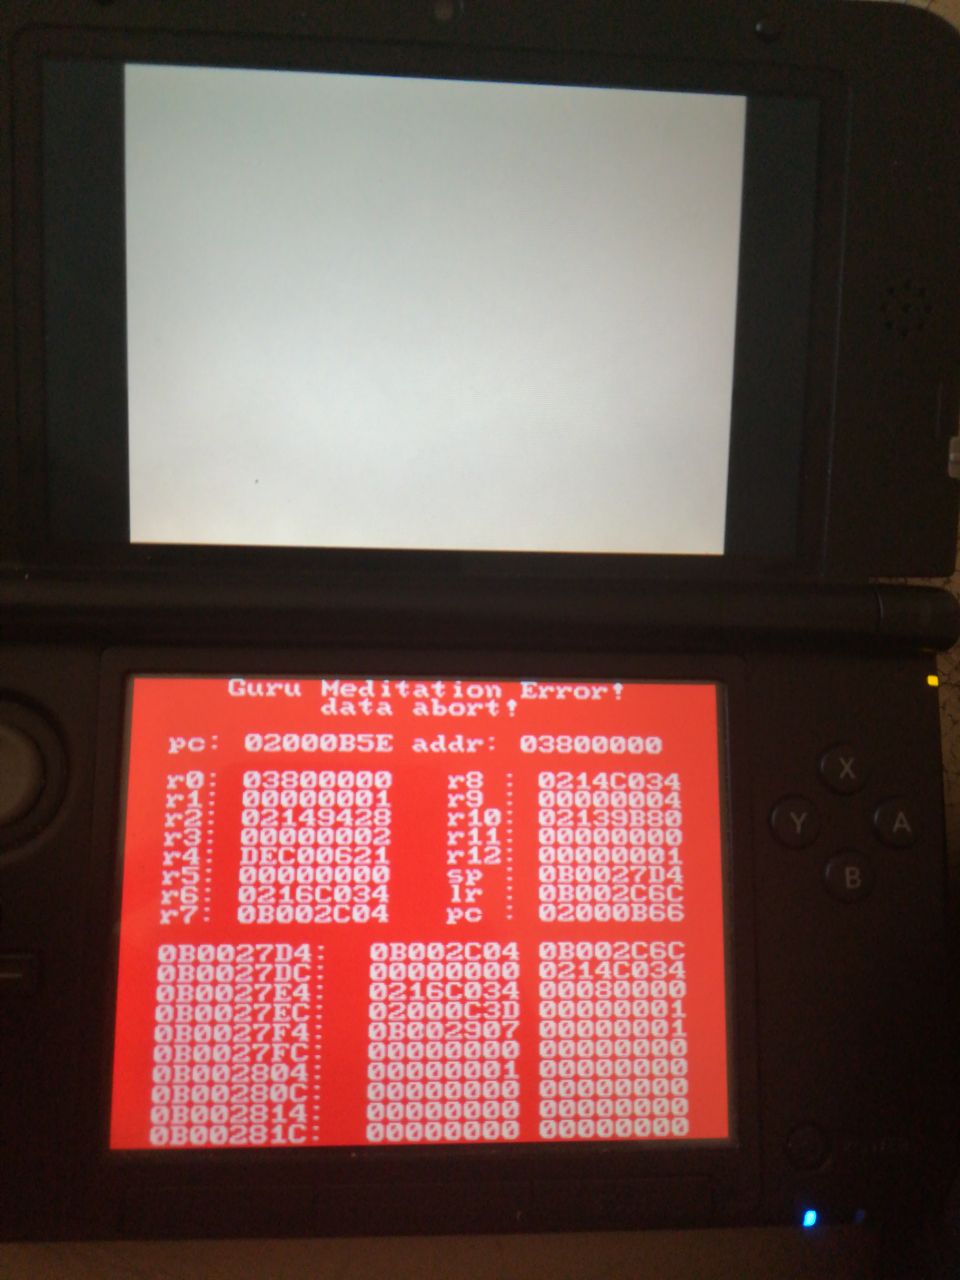 Guru Meditation Error!
data abort!
pc: 02000B5E addr: 03800000
r0: 03800000 r8 : 0214C034
r1: 00000001 r9 : 00000004
r2: 02149428 r10: 02139B80
r3: 00000002 r11: 00000000
r4: DEC00621 r12: 00000001
r5: 00000000 sp : 0B0027D4
r6: 0216C034 lr : 0B002C6C
r7: 0B002C04 pc : 02000B66
0B0027D4: 0B002C04 0B002C6C
0B0027DC: 00000000 0214C034
0B0027E4: 0216C034 00080000
0B0027EC: 02000C3D 00000001
0B0027F4: 0B002907 00000001
0B0027FC: 00000000 00000000
0B002804: 00000001 00000000
0B00280C: 00000000 00000000
0B002814: 00000000 00000000
0B00281C: 00000000 00000000
X
Y A
B